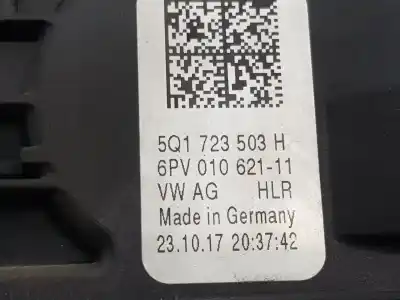 5Q1 723 503 H
6PV 010 621-11
VW AG HLR
Made in Germany
23.10.17 20:37:42